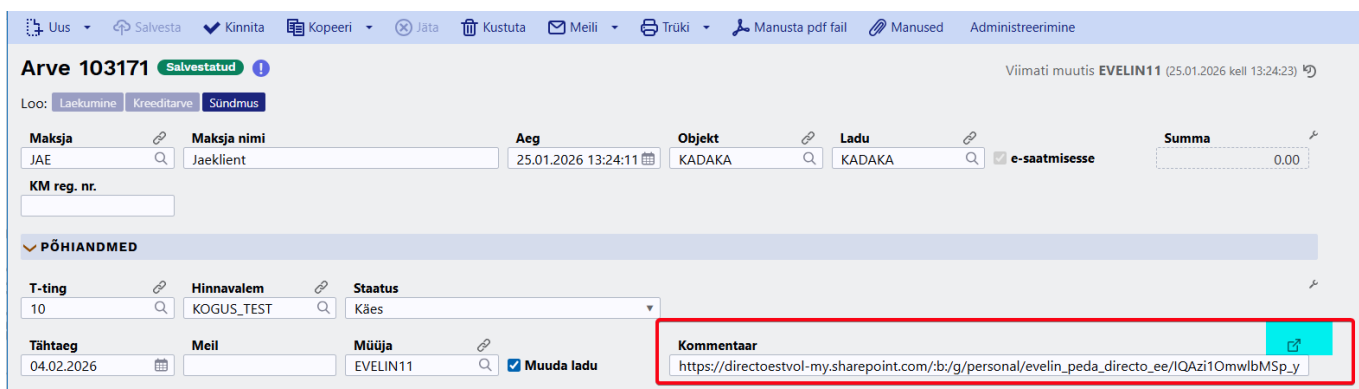 Uus Salvesta Kinnita Kopeeri Jäta Kustuta Meili Trüki Manusta pdf fail Manused Administreerimine
Arve 103171 Salvestatud ! Viimati muutis EVELIN11 (25.01.2026 kell 13:24:23)
Loo: Laekumine Kreeditarve Sündmus
Maksja Maksja nimi Aeg Objekt Ladu Summa
JAE Jaeklient 25.01.2026 13:24:11 KADAKA KADAKA e-saatmisesse 0.00
KM reg. nr.
PÕHIANDMED
T-ting Hinnavalem Staatus
10 KOGUS_TEST Käes
Tähtaeg Meil Müüja Kommentaar
04.02.2026 EVELIN11 Muuda ladu https://directoestvol-my.sharepoint.com/:b:/g/personal/evelin_peda_directo_ee/IQAzi1OmwlbMSp_y